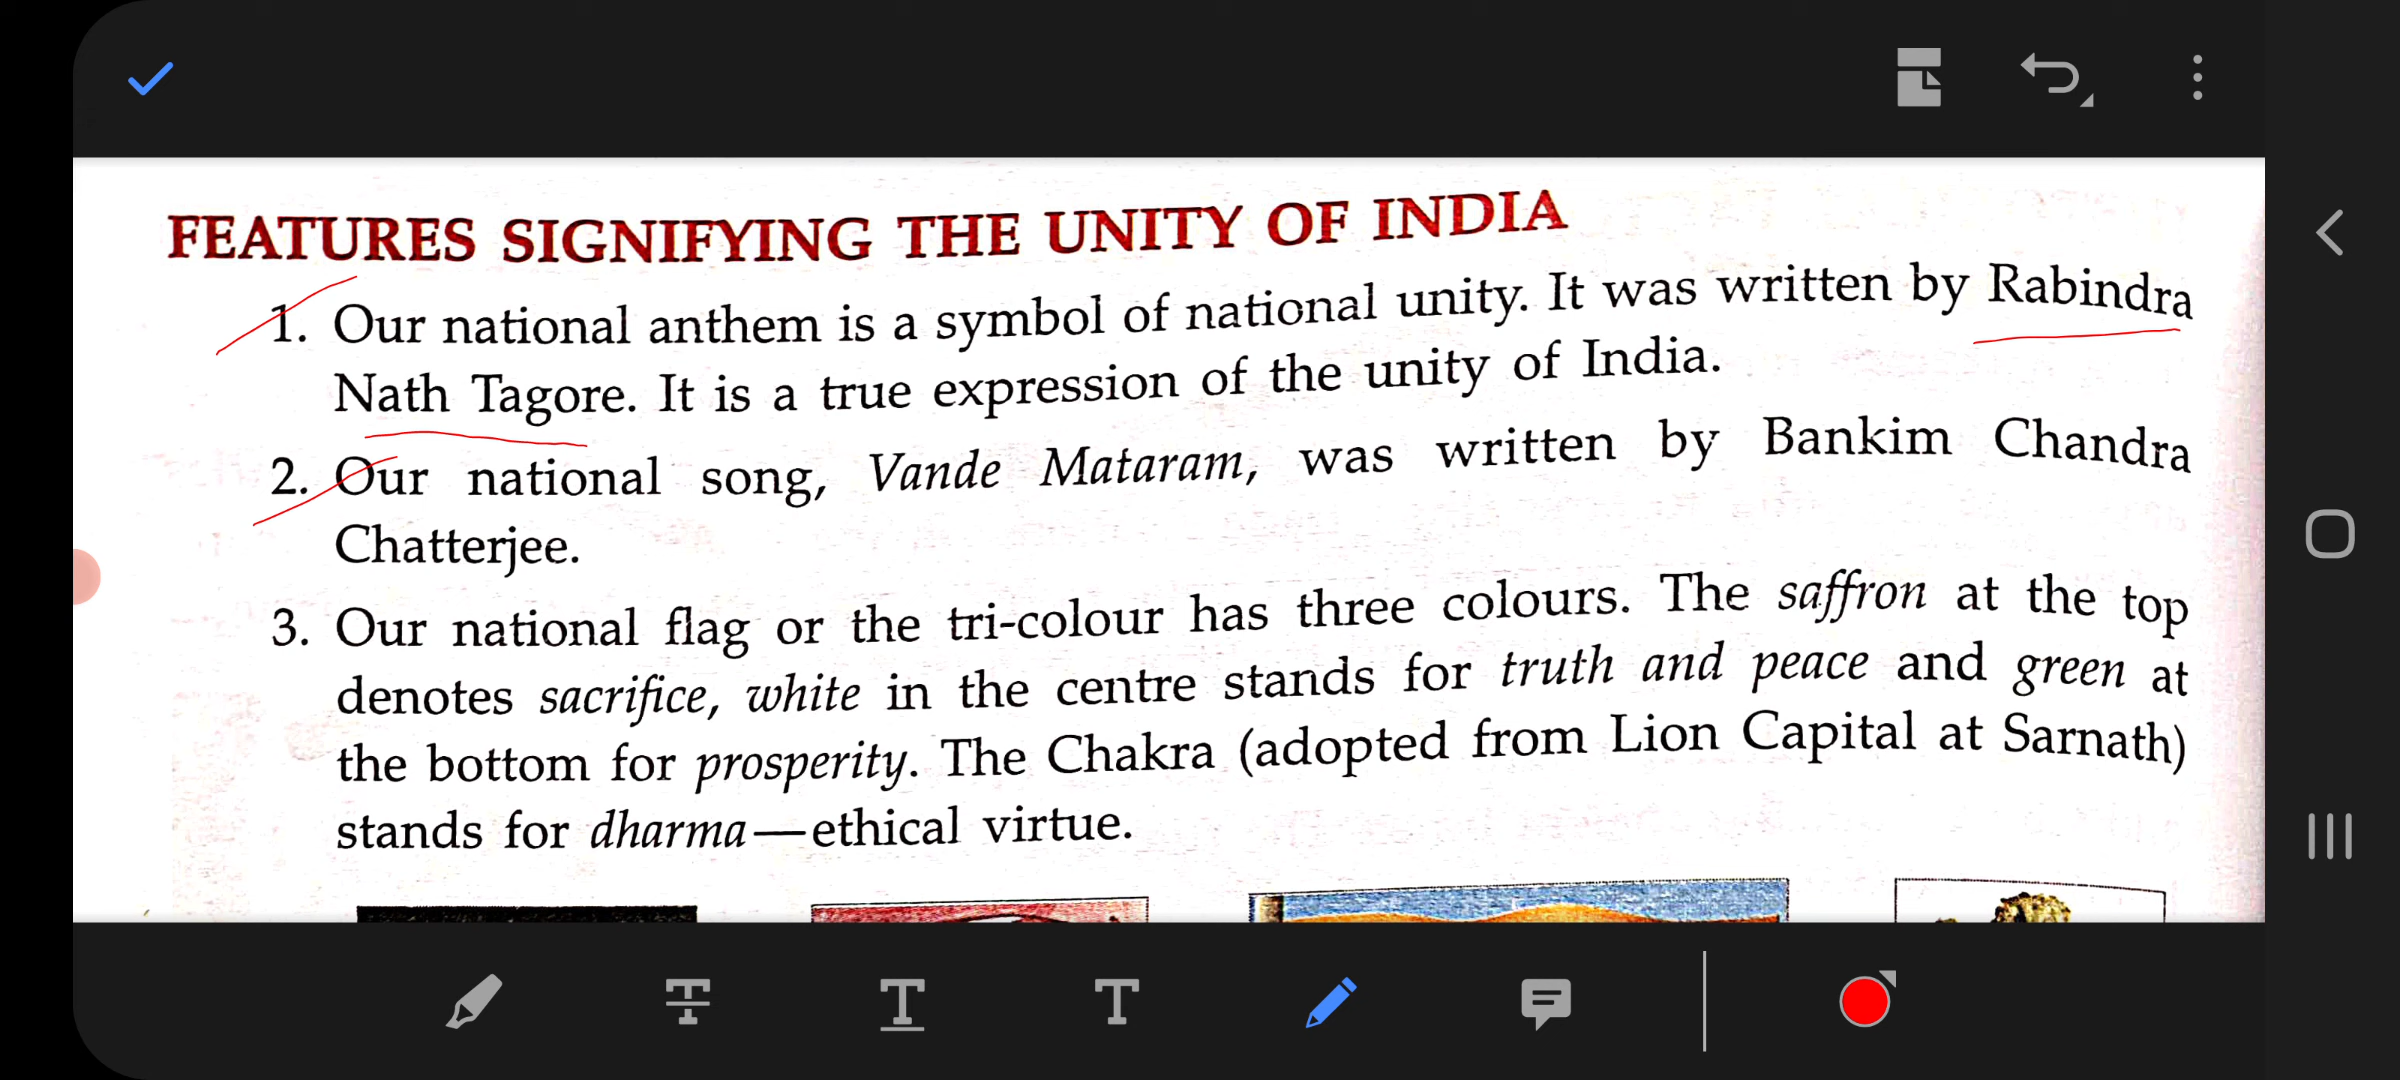 FEATURES SIGNIFYING THE UNITY OF INDIA
1. Our national anthem is a symbol of national unity. It was written by Rabindra
Nath Tagore. It is a true expression of the unity of India.
2. Our national song, Vande Mataram, was written by Bankim Chandra
Chatterjee.
3. Our national flag or the tri-colour has three colours. The saffron at the top
denotes sacrifice, white in the centre stands for truth and peace and green at
the bottom for prosperity. The Chakra (adopted from Lion Capital at Sarnath)
stands for dharma—ethical virtue.